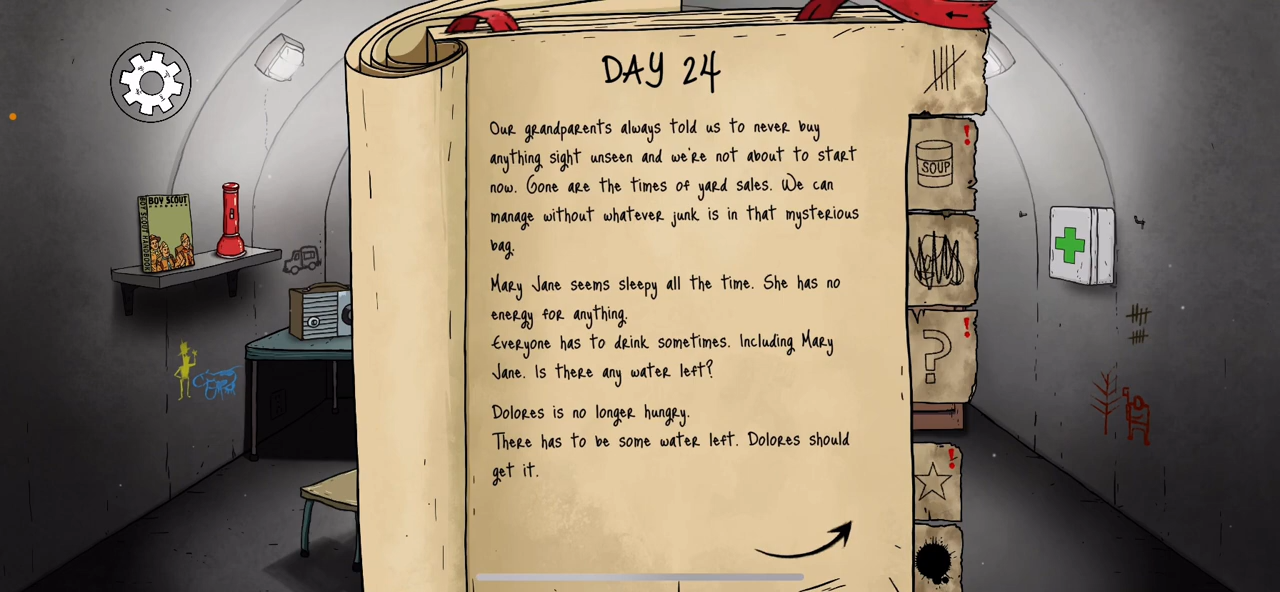 DAY 24
Our grandparents always told us to never buy
anything sight unseen and we're not about to start
now. Gone are the times of yard sales. We can
manage without whatever junk is in that mysterious
bag.
Mary Jane seems sleepy all the time. She has no
energy for anything.
Everyone has to drink sometimes. Including Mary
Jane. Is there any water left?
Dolores is no longer hungry.
There has to be some water left. Dolores should
get it.
!
SOUP
!
?
!
BOY SCOUT
BOY SCOUT HANDBOOK